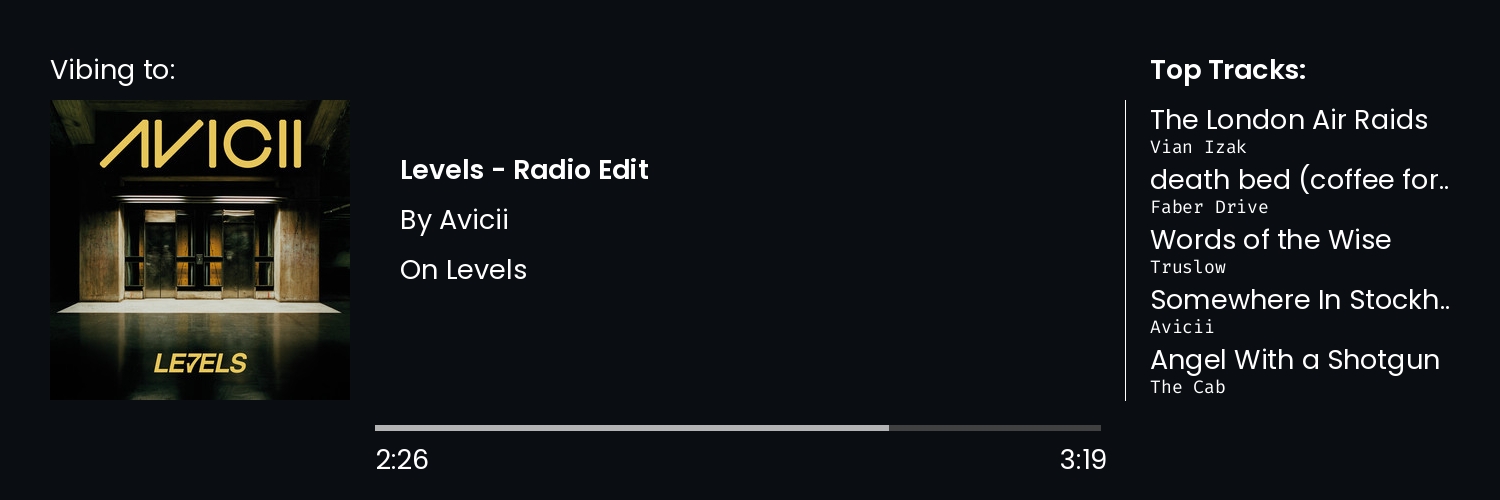 Vibing to:
AVICII
LEVELS
Levels - Radio Edit
By Avicii
On Levels
2:26
3:19
Top Tracks:
The London Air Raids
Vian Izak
death bed (coffee for..
Faber Drive
Words of the Wise
Truslow
Somewhere In Stockh..
Avicii
Angel With a Shotgun
The Cab